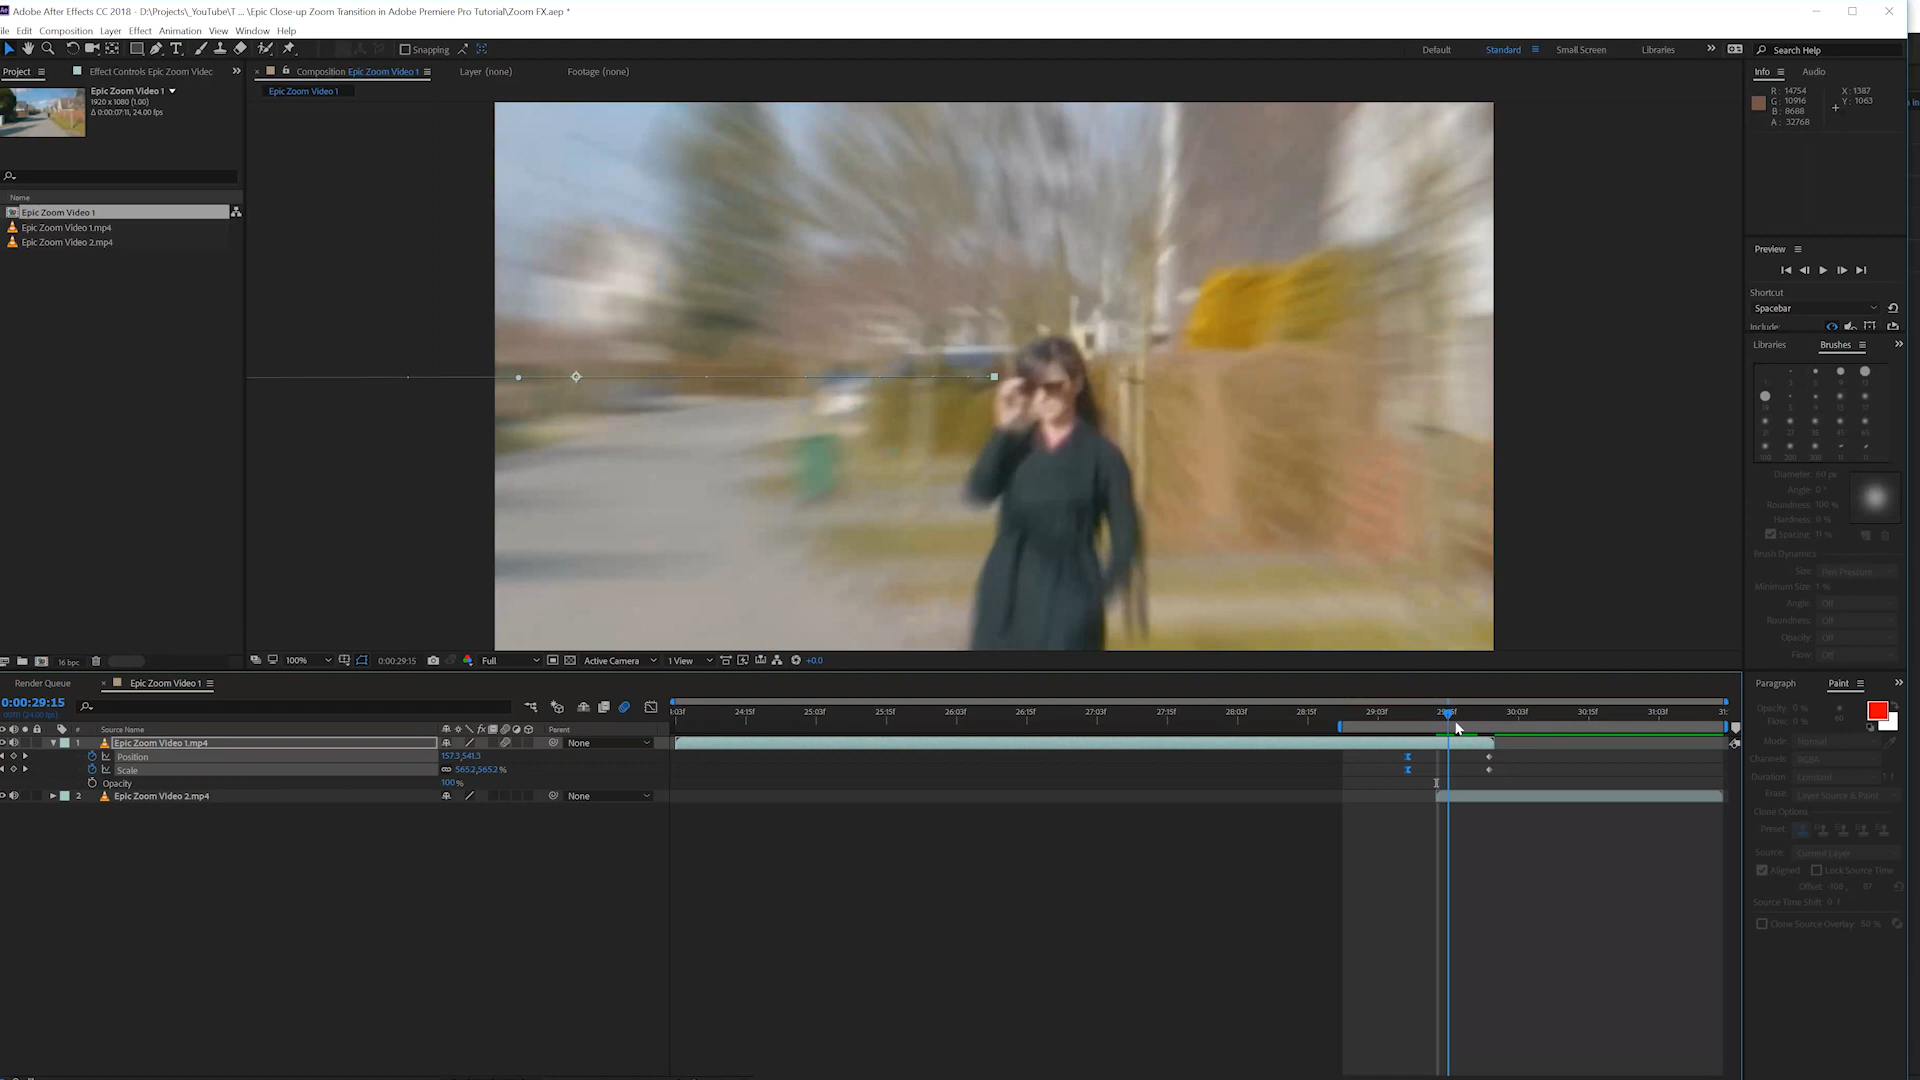 Adobe After Effects CC 2018 - D:\Projects\_YouTube\T ... \Epic Close-up Zoom Transition in Adobe Premiere Pro Tutorial\Zoom FX.aep *
Edit Composition Layer Effect Animation View Window Help
Snapping
Default Standard Small Screen Libraries
Search Help
Project
Effect Controls Epic Zoom Videc
Composition Epic Zoom Video 1
Layer (none)
Footage (none)
Info Audio
Epic Zoom Video 1
1920 x 1080 (1.00)
Δ 0:00:07:11, 24.00 fps
Epic Zoom Video 1
R : 14754
G : 10916
B : 8688
A : 32768
X : 1387
Y : 1063
Name
Epic Zoom Video 1
Epic Zoom Video 1.mp4
Epic Zoom Video 2.mp4
Preview
Shortcut
Spacebar
Include:
Libraries Brushes
Diameter: 60 px
Angle: 0 °
Roundness: 100 %
Hardness: 0 %
Spacing: 11 %
Brush Dynamics
Size: Pen Pressure
Minimum Size: 1 %
Angle: Off
Roundness: Off
Opacity: Off
Flow: Off
16 bpc
100% 0:00:29:15 Full Active Camera 1 View +0.0
Render Queue
Epic Zoom Video 1
Paragraph Paint
0:00:29:15
Opacity: 0 %
Flow: 0 %
60
Mode: Normal
Channels: RGBA
Duration: Constant 1 f
Erase: Layer Source & Paint
Clone Options
Preset:
Source: Current Layer
Aligned Lock Source Time
Offset: -108 , 87
Source Time Shift: 0 f
Clone Source Overlay: 50 %
24:15f 25:03f 25:15f 26:03f 26:15f 27:03f 27:15f 28:03f 28:15f 29:03f 30:03f 30:15f 31:03f
# Source Name Parent
1 Epic Zoom Video 1.mp4 None
Position 157.3,541.3
Scale 565.2,565.2 %
Opacity 100 %
2 Epic Zoom Video 2.mp4 None